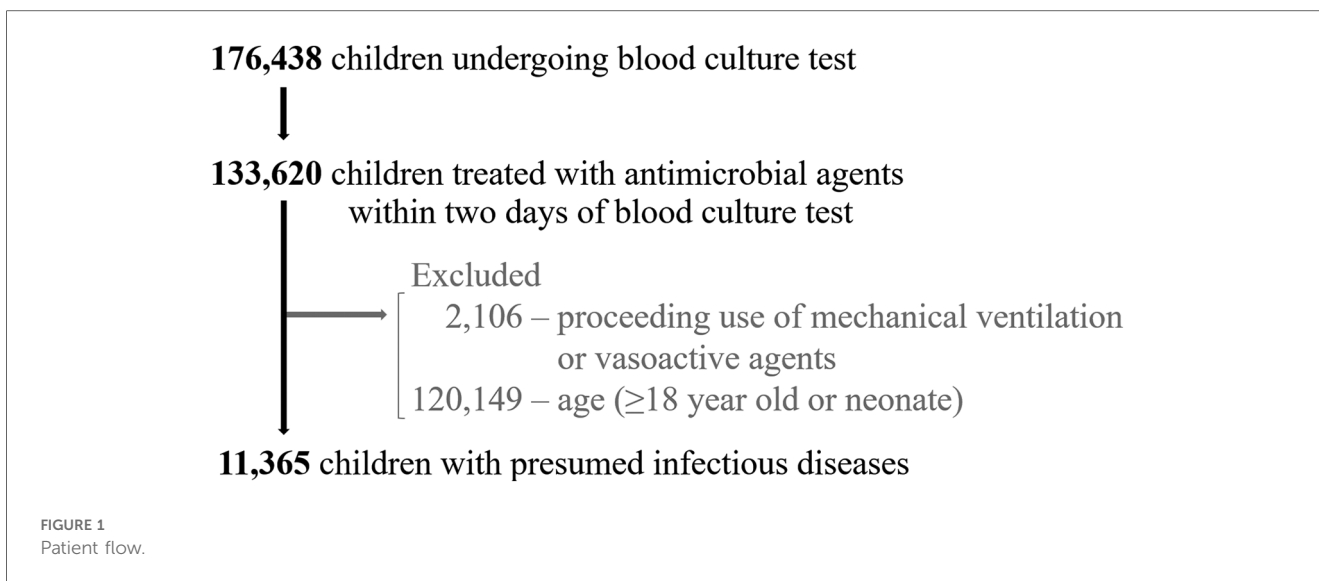 176,438 children undergoing blood culture test
133,620 children treated with antimicrobial agents
within two days of blood culture test
Excluded
2,106 – proceeding use of mechanical ventilation
or vasoactive agents
120,149 – age (≥18 year old or neonate)
11,365 children with presumed infectious diseases
FIGURE 1
Patient flow.